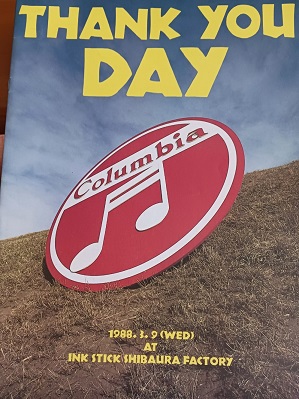 THANK YOU
DAY
Columbia
1988. 3. 9 (WED)
AT
INK STICK SHIBAURA FACTORY